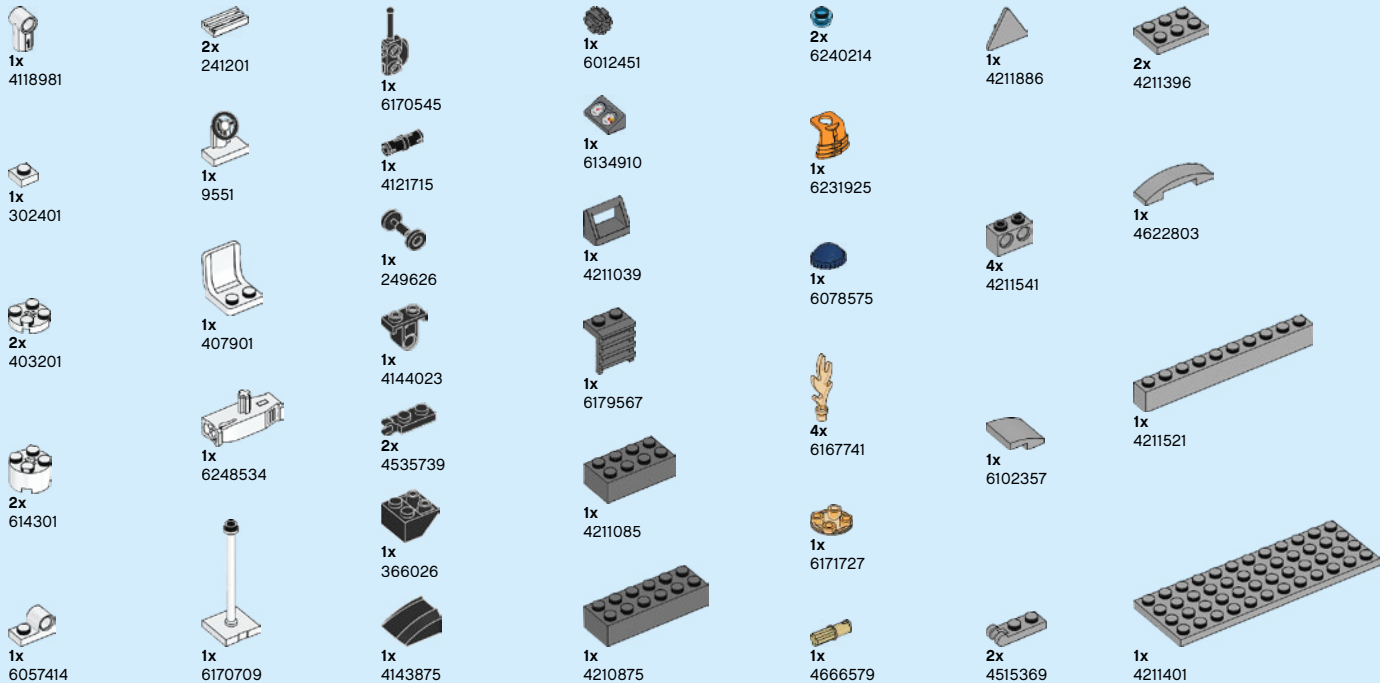 1x
4118981
1x
302401
2x
403201
2x
614301
1x
6057414
2x
241201
1x
9551
1x
407901
1x
6248534
1x
6170709
1x
6170545
1x
4121715
1x
249626
1x
4144023
2x
4535739
1x
366026
1x
4143875
1x
6012451
1x
6134910
1x
4211039
1x
6179567
1x
4211085
1x
4210875
2x
6240214
1x
6231925
1x
6078575
4x
6167741
1x
6171727
1x
4666579
1x
4211886
4x
4211541
1x
6102357
2x
4515369
2x
4211396
1x
4622803
1x
4211521
1x
4211401